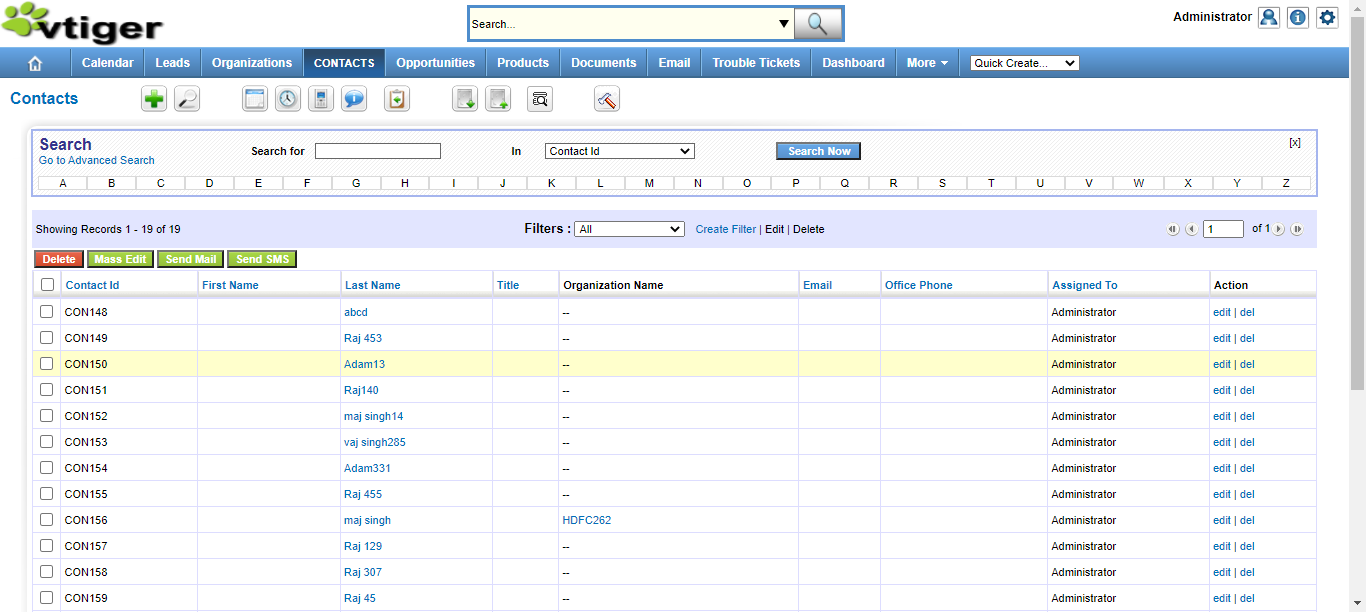 vtiger
Search...
Administrator
Calendar Leads Organizations CONTACTS Opportunities Products Documents Email Trouble Tickets Dashboard More Quick Create...
Contacts
Search
Go to Advanced Search
Search for In Contact Id Search Now [x]
A B C D E F G H I J K L M N O P Q R S T U V W X Y Z
Showing Records 1 - 19 of 19 Filters : All Create Filter | Edit | Delete 1 of 1
Delete Mass Edit Send Mail Send SMS
Contact Id First Name Last Name Title Organization Name Email Office Phone Assigned To Action
CON148 abcd -- Administrator edit | del
CON149 Raj 453 -- Administrator edit | del
CON150 Adam13 -- Administrator edit | del
CON151 Raj140 -- Administrator edit | del
CON152 maj singh14 -- Administrator edit | del
CON153 vaj singh285 -- Administrator edit | del
CON154 Adam331 -- Administrator edit | del
CON155 Raj 455 -- Administrator edit | del
CON156 maj singh HDFC262 Administrator edit | del
CON157 Raj 129 -- Administrator edit | del
CON158 Raj 307 -- Administrator edit | del
CON159 Raj 45 -- Administrator edit | del